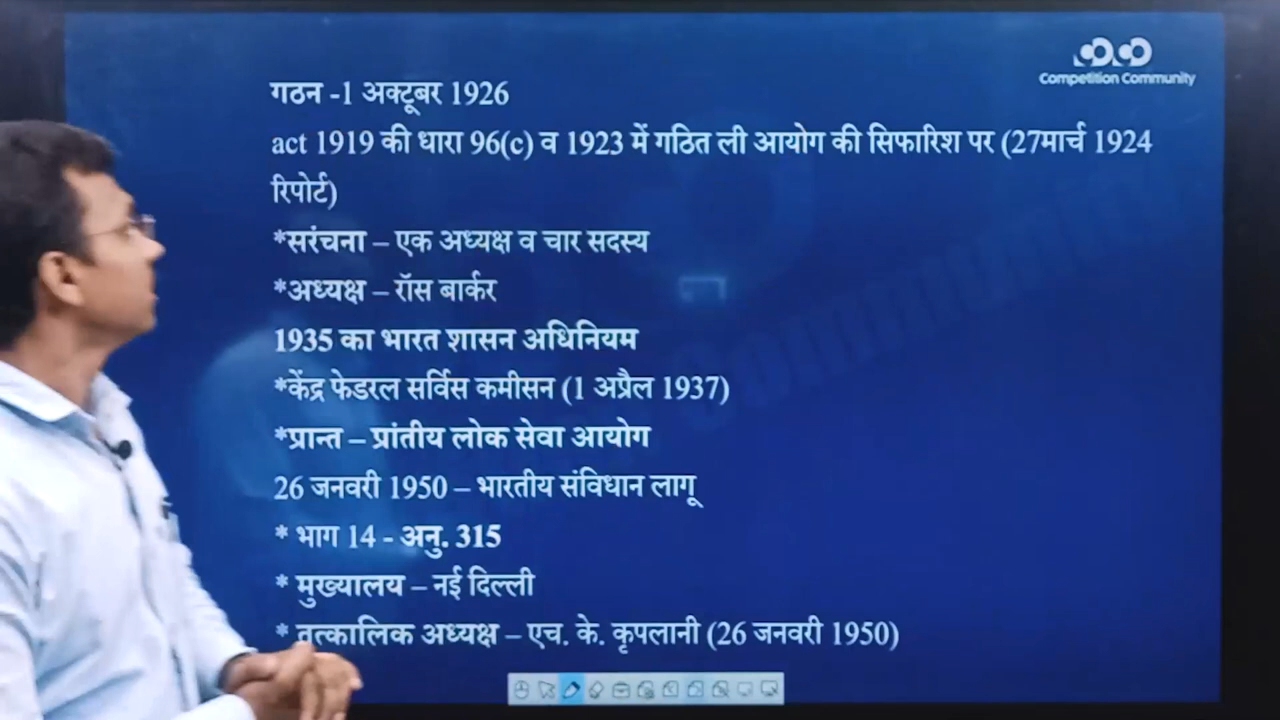 Competition Community
गठन -1 अक्टूबर 1926
act 1919 की धारा 96(c) व 1923 में गठित ली आयोग की सिफारिश पर (27मार्च 1924
रिपोर्ट)
*सरंचना – एक अध्यक्ष व चार सदस्य
*अध्यक्ष – रॉस बार्कर
1935 का भारत शासन अधिनियम
*केंद्र फेडरल सर्विस कमीसन (1 अप्रैल 1937)
*प्रान्त – प्रांतीय लोक सेवा आयोग
26 जनवरी 1950 – भारतीय संविधान लागू
* भाग 14 - अनु. 315
* मुख्यालय – नई दिल्ली
* तत्कालिक अध्यक्ष – एच. के. कृपलानी (26 जनवरी 1950)